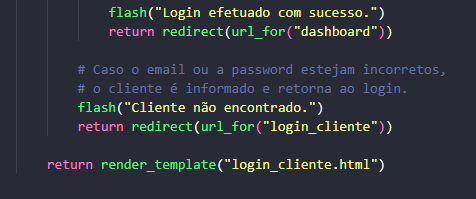 flash("Login efetuado com sucesso.")
return redirect(url_for("dashboard"))
# Caso o email ou a password estejam incorretos,
# o cliente é informado e retorna ao login.
flash("Cliente não encontrado.")
return redirect(url_for("login_cliente"))
return render_template("login_cliente.html")